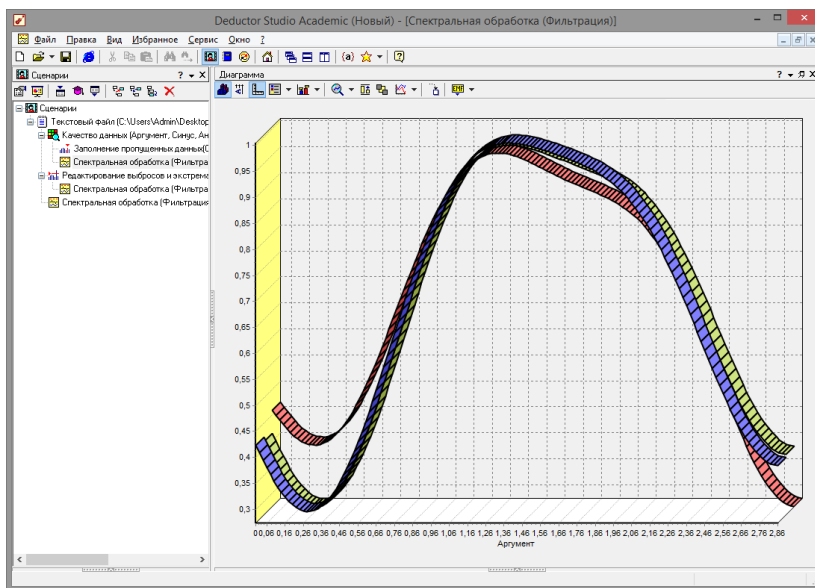 Deductor Studio Academic (Новый) - [Спектральная обработка (Фильтрация)]
Файл Правка Вид Избранное Сервис Окно ?
Сценарии
Диаграмма
Сценарии
Текстовый файл (C:\Users\Admin\Desktop
Качество данных (Аргумент, Синус, Ан
Заполнение пропущенных данных(С
Спектральная обработка (Фильтра
Редактирование выбросов и экстрема
Спектральная обработка (Фильтра
Спектральная обработка (Фильтрация
1
0,95
0,9
0,85
0,8
0,75
0,7
0,65
0,6
0,55
0,5
0,45
0,4
0,35
0,3
0 0,06 0,16 0,26 0,36 0,46 0,56 0,66 0,76 0,86 0,96 1,06 1,16 1,26 1,36 1,46 1,56 1,66 1,76 1,86 1,96 2,06 2,16 2,26 2,36 2,46 2,56 2,66 2,76 2,86
Аргумент